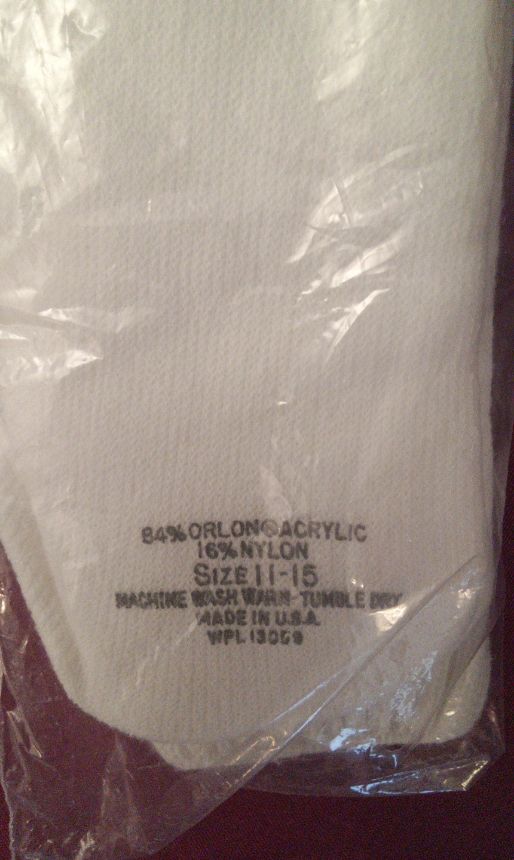 84% ORLON® ACRYLIC
16% NYLON
SIZE 11-15
MACHINE WASH WARM-TUMBLE DRY
MADE IN U.S.A.
WPL 13059